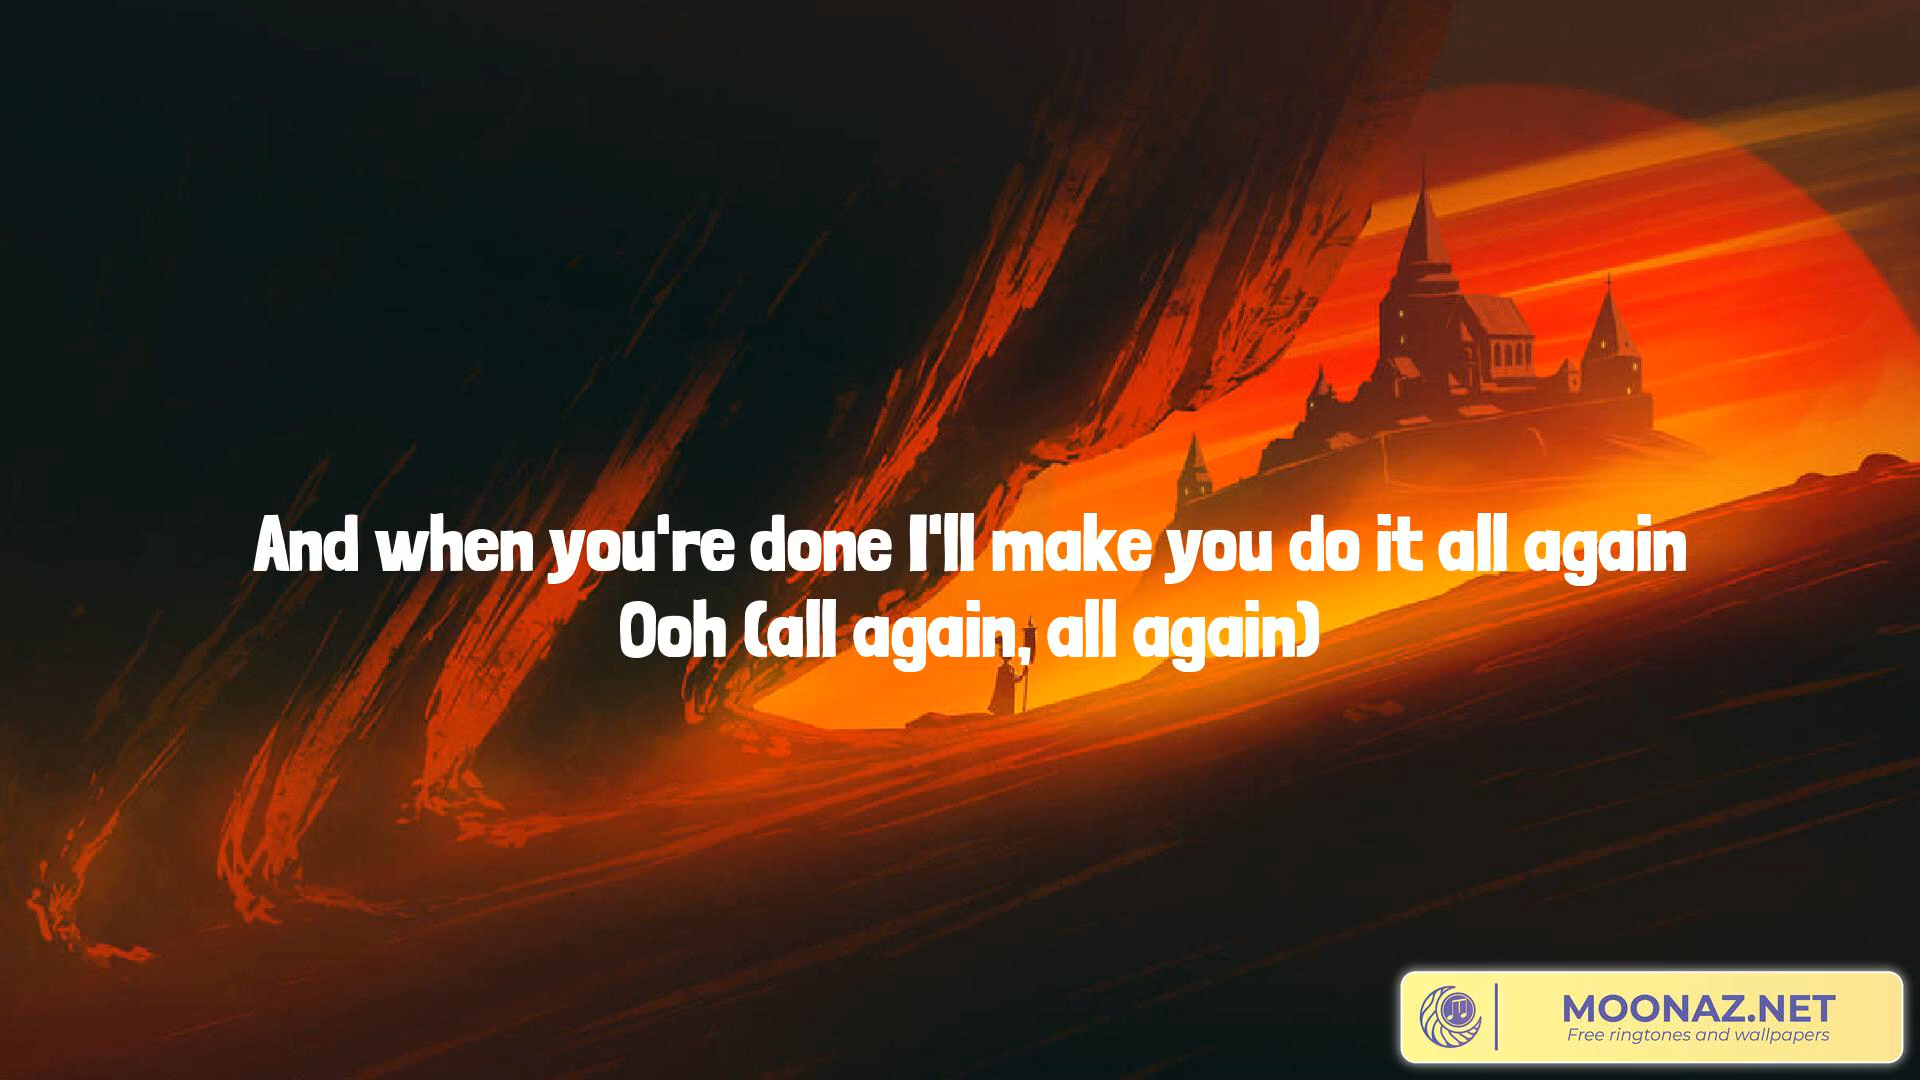 And when you're done I'll make you do it all again
Ooh (all again, all again)
MOONAZ.NET
Free ringtones and wallpapers